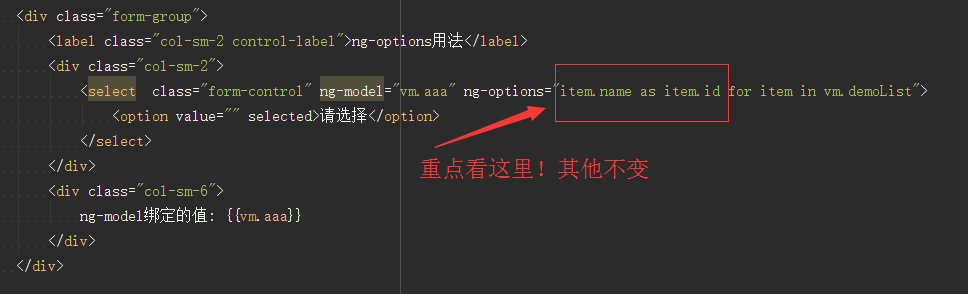 <div class="form-group">
<label class="col-sm-2 control-label">ng-options用法</label>
<div class="col-sm-2">
<select  class="form-control" ng-model="vm.aaa" ng-options="item.name as item.id for item in vm.demoList">
<option value="" selected>请选择</option>
</select>
重点看这里！其他不变
</div>
<div class="col-sm-6">
ng-model绑定的值: {{vm.aaa}}
</div>
</div>